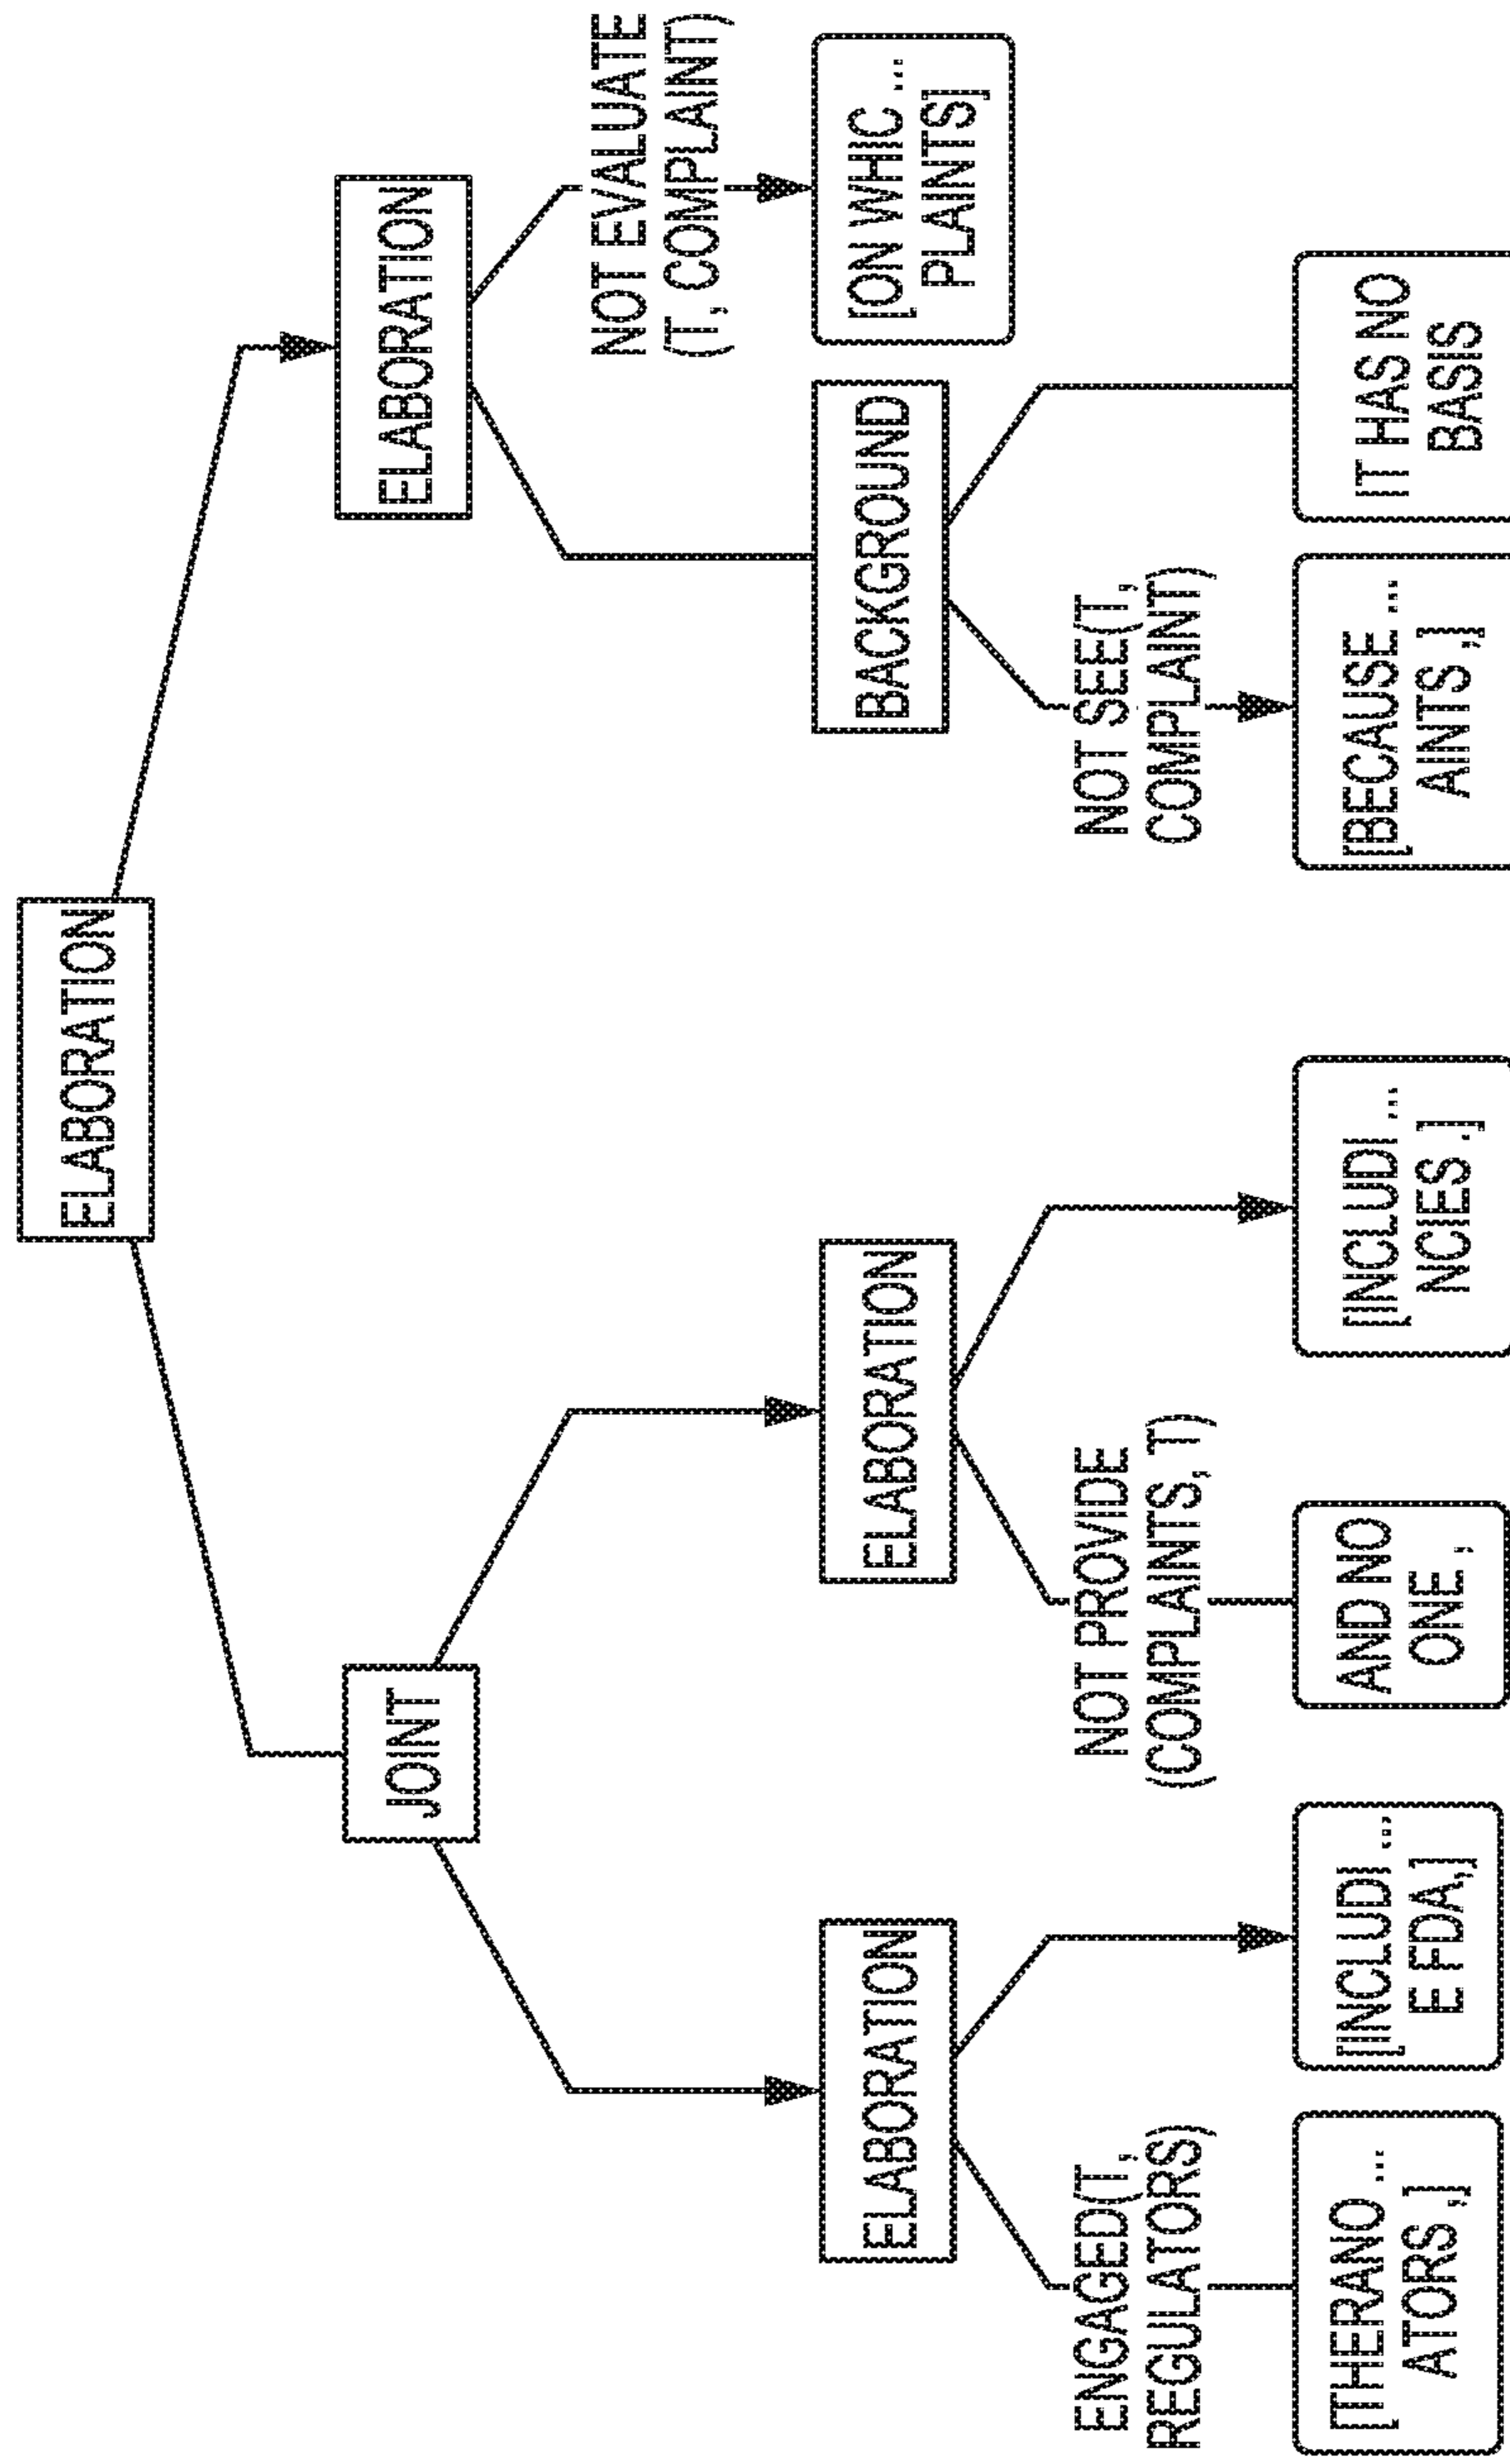 ELABORATION
JOINT
ELABORATION
ELABORATION
ELABORATION
BACKGROUND
NOT EVALUATE
(T, COMPLAINT)
[ON WHIC ...
PLAINTS]
ENGAGED(T,
REGULATORS)
NOT PROVIDE
(COMPLAINTS, T)
NOT SEE(T,
COMPLAINT)
[THERANO ...
ATORS ,]
[INCLUDI ...
E FDA,]
AND NO
ONE ,
[INCLUDI ...
NCIES .]
[BECAUSE ...
AINTS ,]
IT HAS NO
BASIS